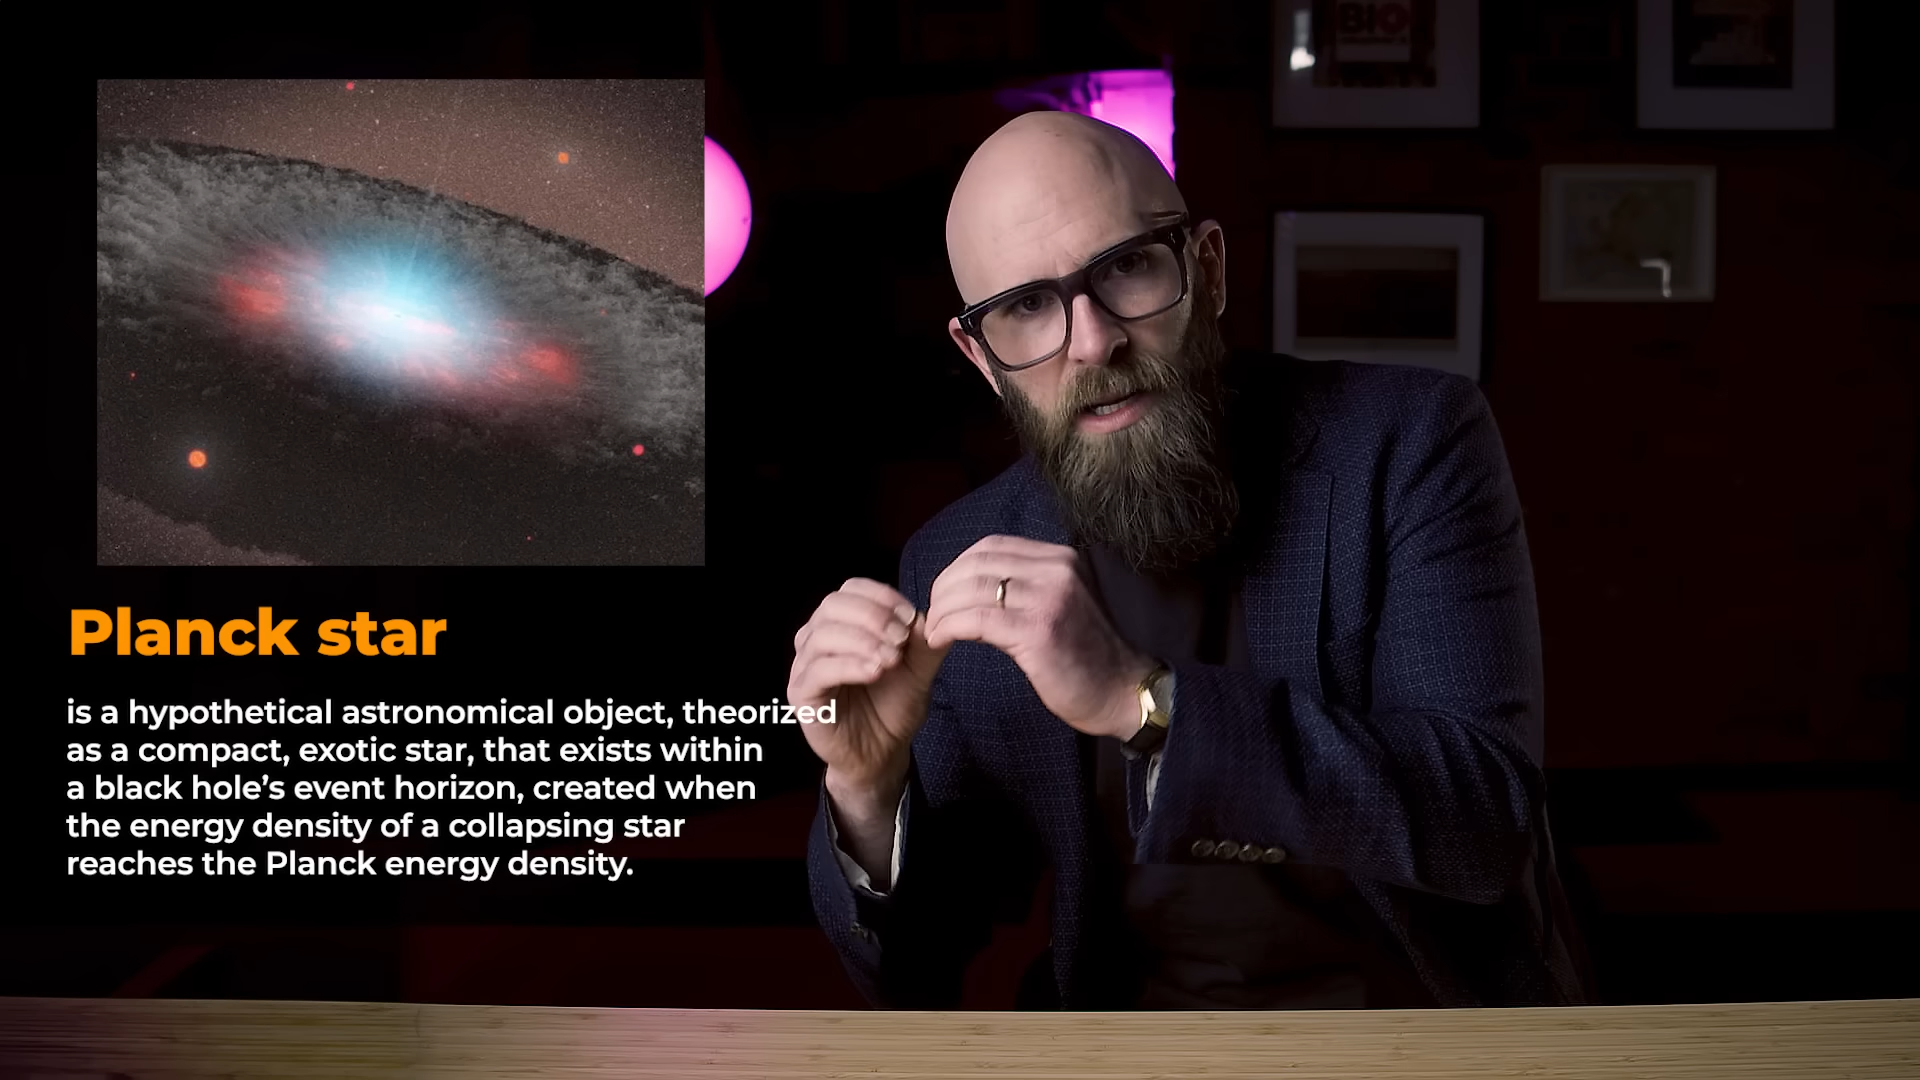 BIO
Planck star
is a hypothetical astronomical object, theorized
as a compact, exotic star, that exists within
a black hole’s event horizon, created when
the energy density of a collapsing star
reaches the Planck energy density.